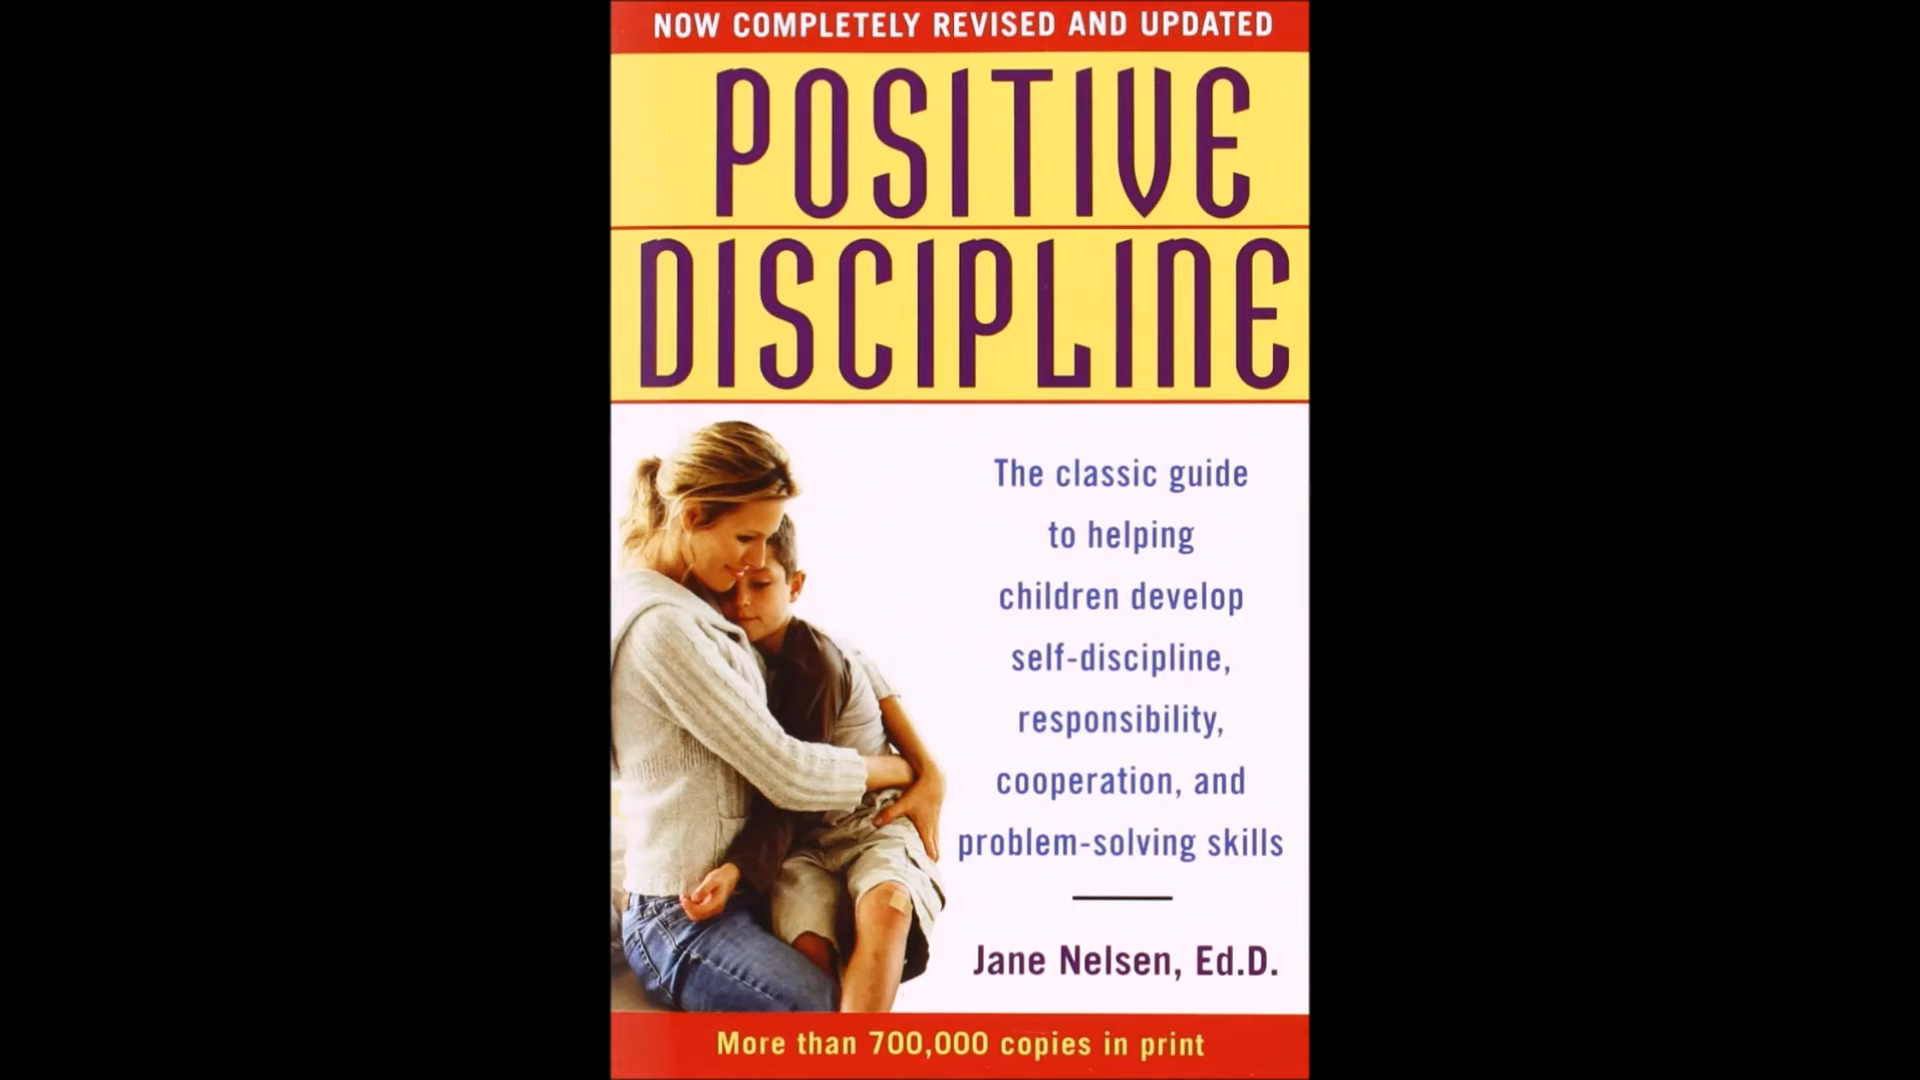 NOW COMPLETELY REVISED AND UPDATED
POSITIVE
DISCIPLINE
The classic guide
to helping
children develop
self-discipline,
responsibility,
cooperation, and
problem-solving skills
Jane Nelsen, Ed.D.
More than 700,000 copies in print